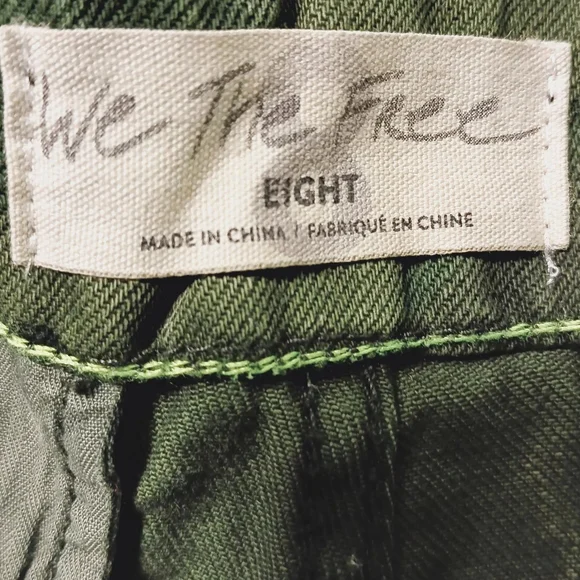 We The Free
EIGHT
MADE IN CHINA / FABRIQUÉ EN CHINE